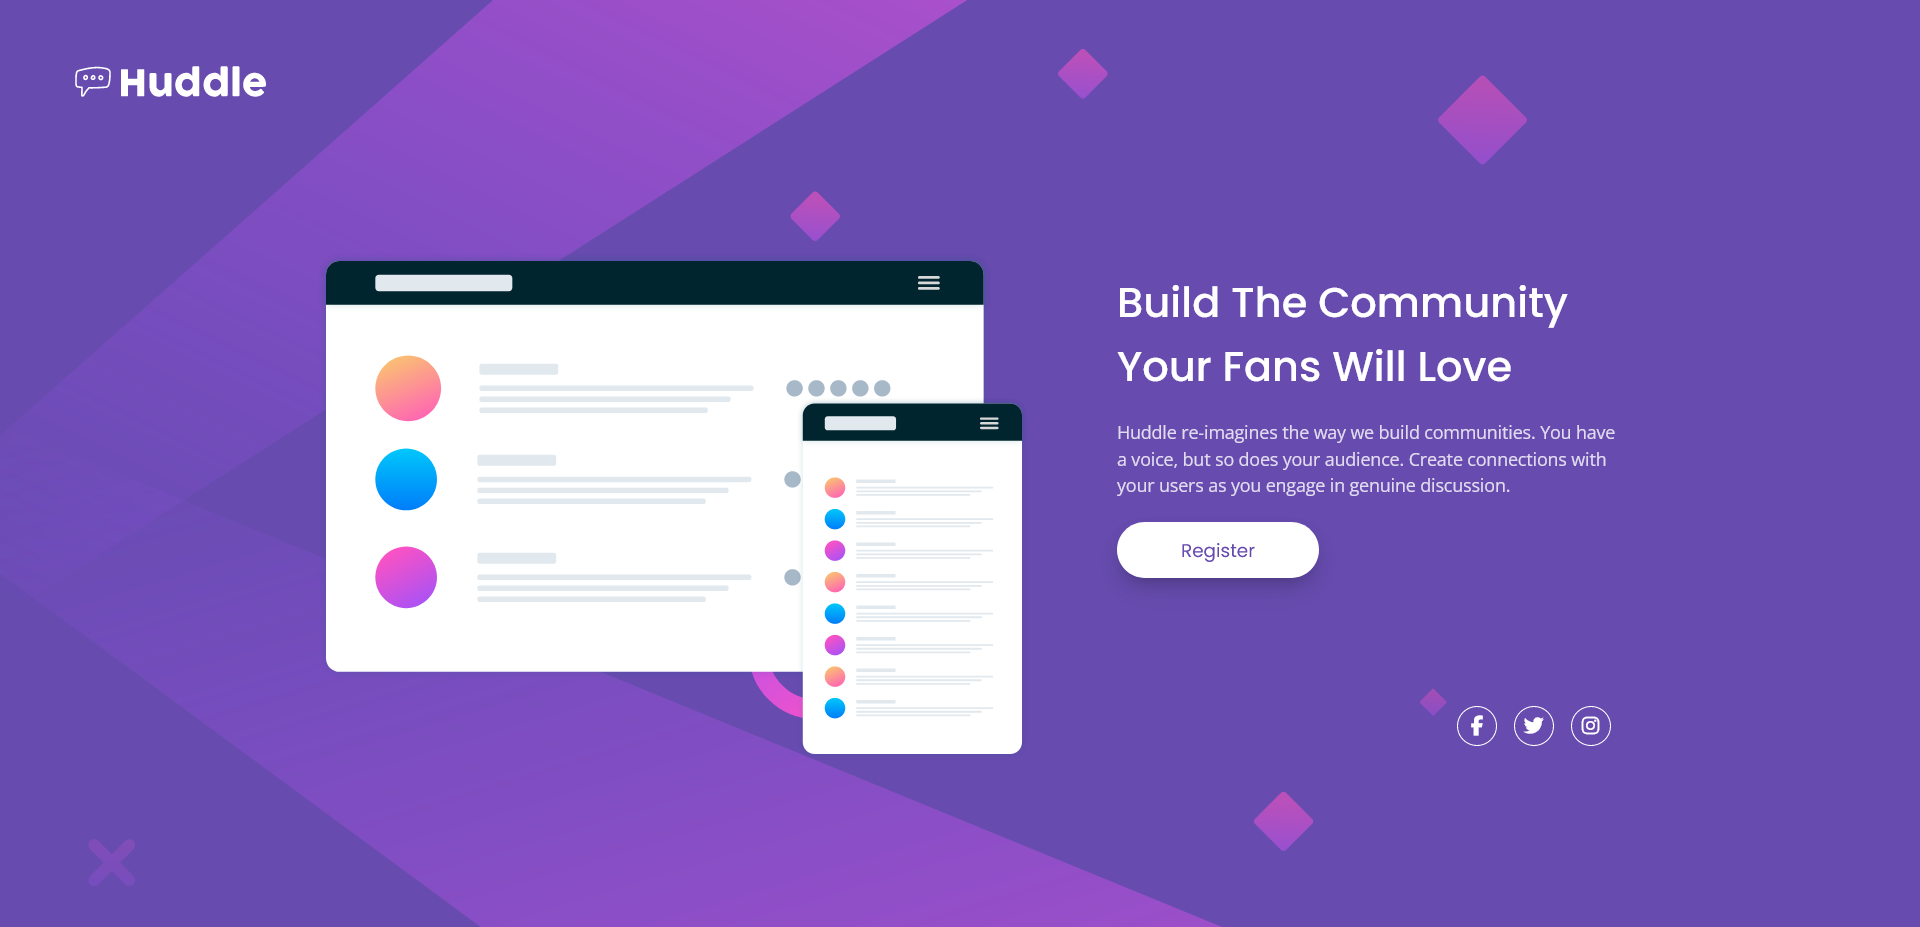 Huddle
Build The Community
Your Fans Will Love
Huddle re-imagines the way we build communities. You have
a voice, but so does your audience. Create connections with
your users as you engage in genuine discussion.
Register